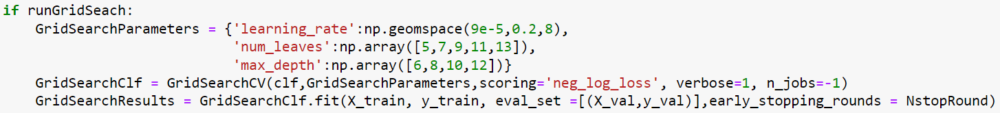 if runGridSeach:
    GridSearchParameters = {'learning_rate':np.geomspace(9e-5,0.2,8),
                            'num_leaves':np.array([5,7,9,11,13]),
                            'max_depth':np.array([6,8,10,12])}
    GridSearchClf = GridSearchCV(clf,GridSearchParameters,scoring='neg_log_loss', verbose=1, n_jobs=-1)
    GridSearchResults = GridSearchClf.fit(X_train, y_train, eval_set =[(X_val,y_val)],early_stopping_rounds = NstopRound)